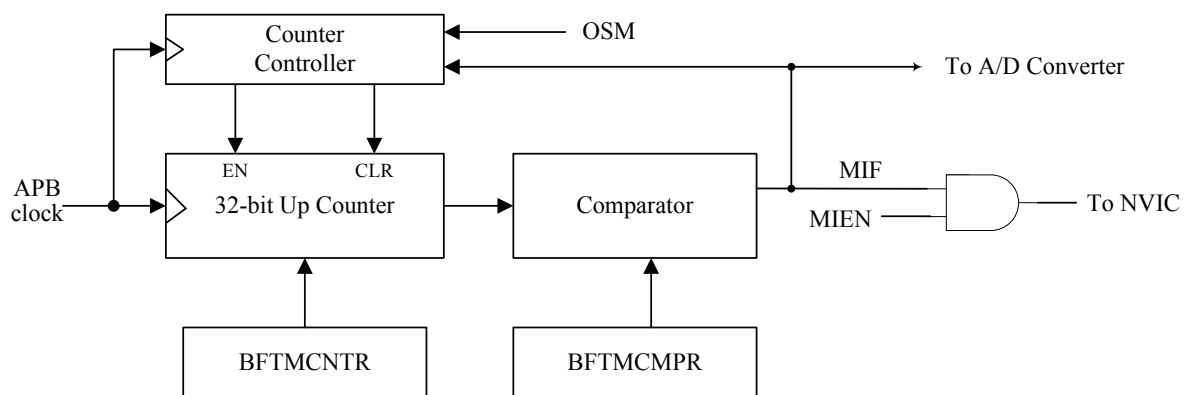 Counter
Controller
OSM
To A/D Converter
EN
CLR
APB
clock
32-bit Up Counter
Comparator
MIF
MIEN
To NVIC
BFTMCNTR
BFTMCMPR